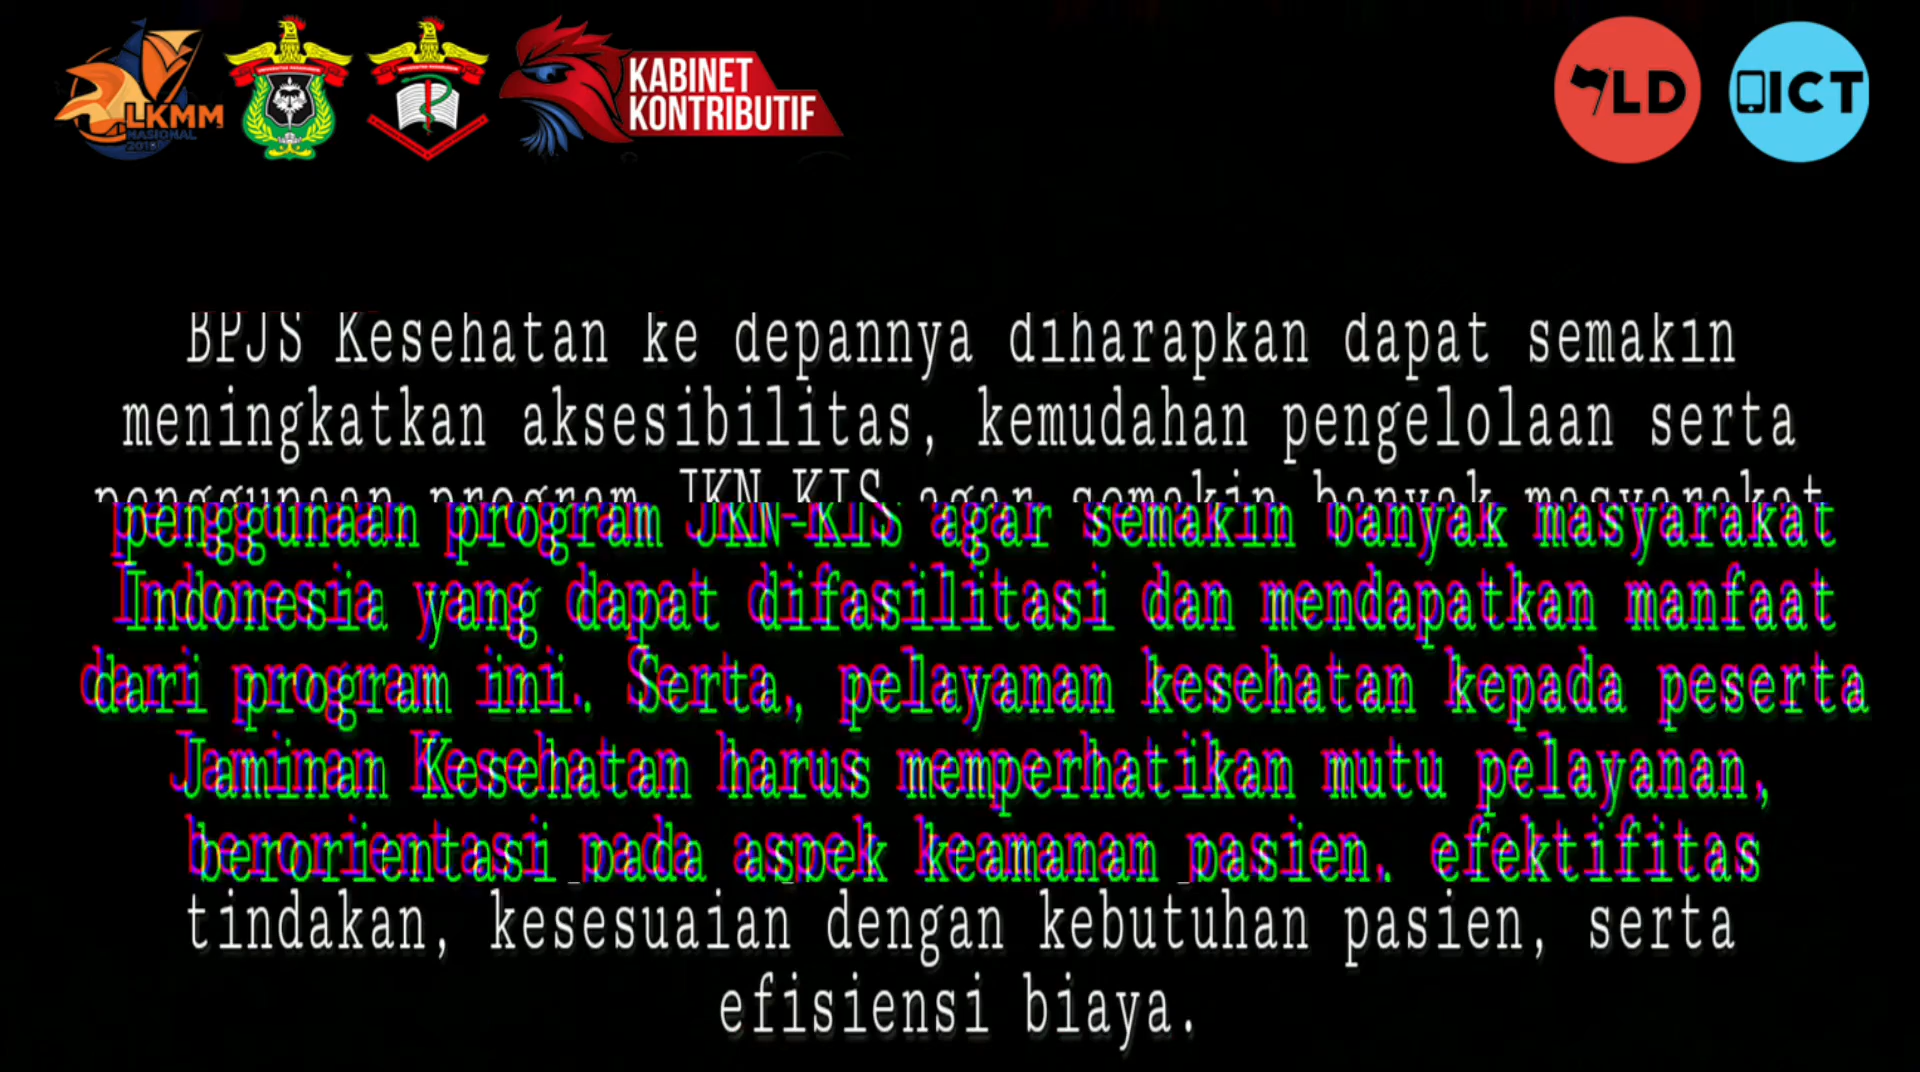 LKMM
NASIONAL
2018
KABINET
KONTRIBUTIF
LD
ICT
BPJS Kesehatan ke depannya diharapkan dapat semakin
meningkatkan aksesibilitas, kemudahan pengelolaan serta
penggunaan program JKN-KIS agar semakin banyak masyarakat
Indonesia yang dapat difasilitasi dan mendapatkan manfaat
dari program ini. Serta, pelayanan kesehatan kepada peserta
Jaminan Kesehatan harus memperhatikan mutu pelayanan,
berorientasi pada aspek keamanan pasien, efektifitas
tindakan, kesesuaian dengan kebutuhan pasien, serta
efisiensi biaya.